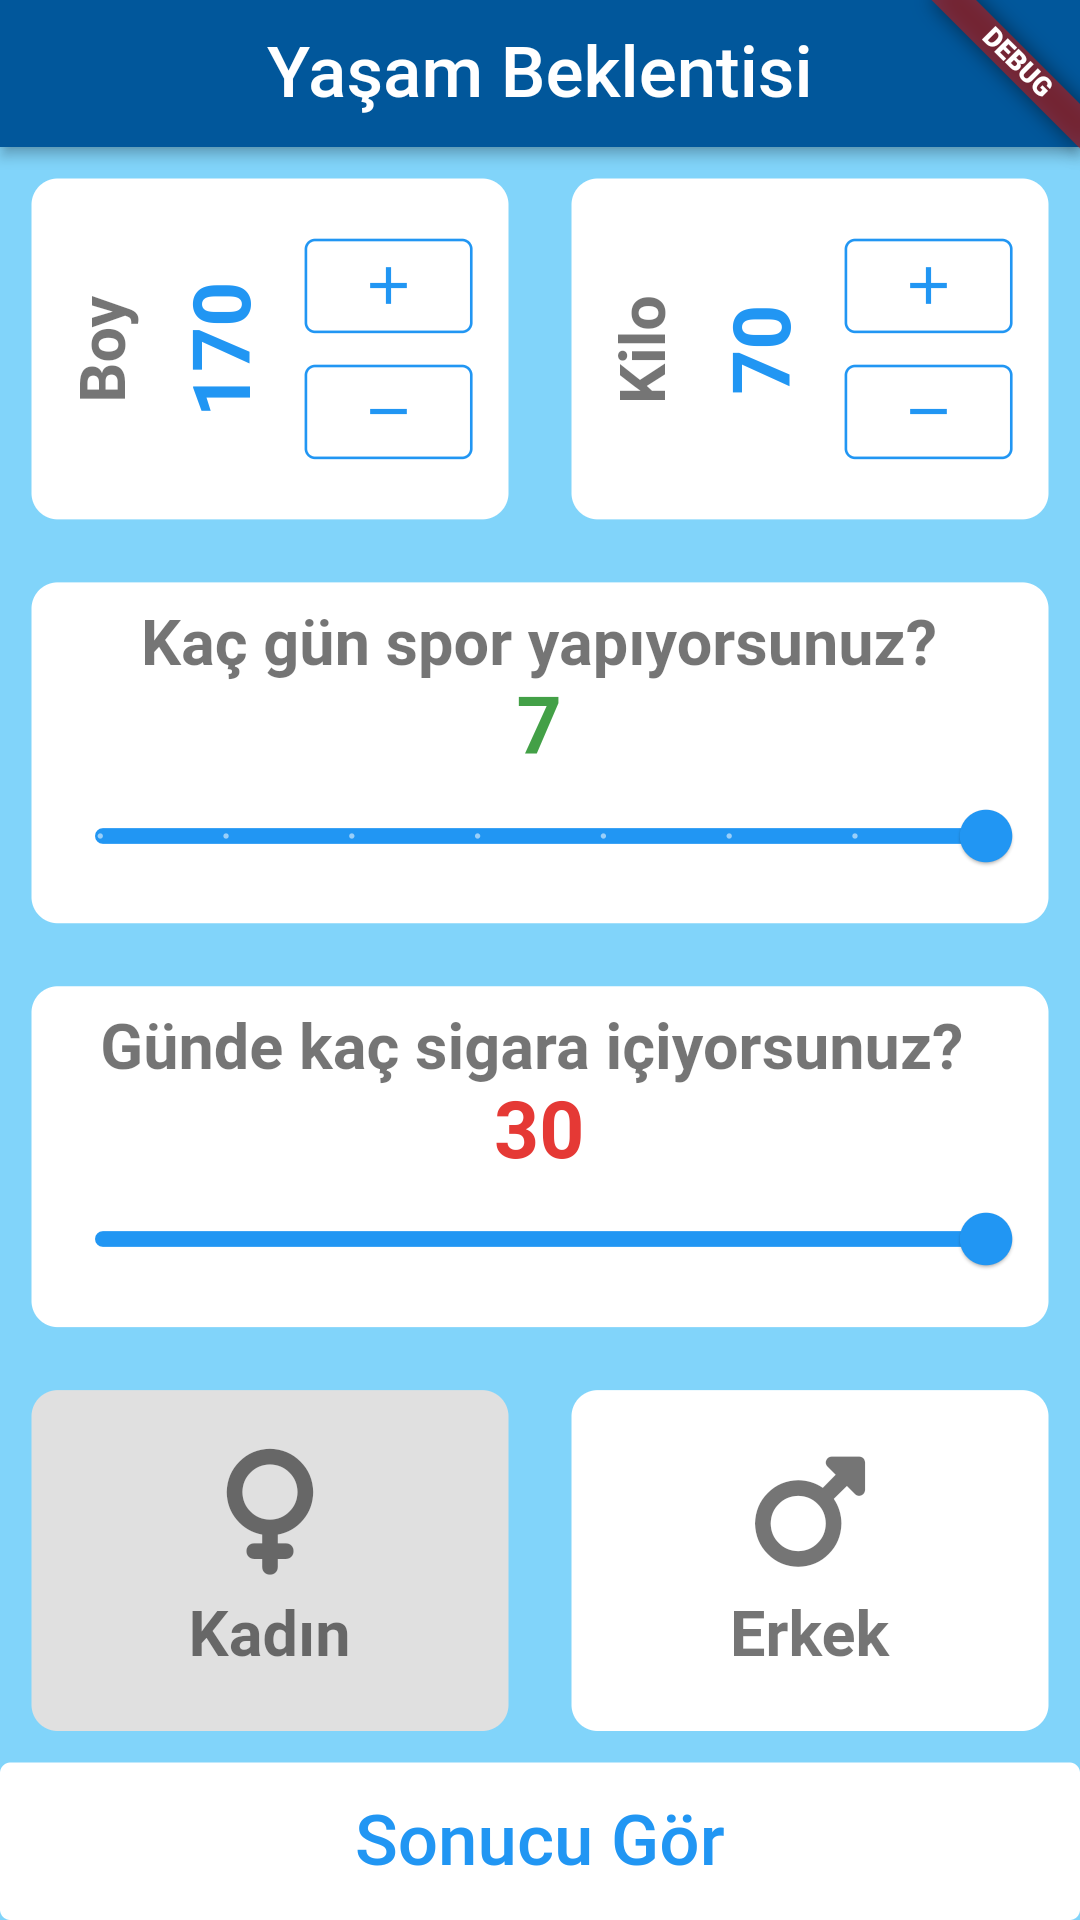 Yaşam Beklentisi
DEBUG
Boy
170
+
−
Kilo
70
+
−
Kaç gün spor yapıyorsunuz?
7
Günde kaç sigara içiyorsunuz?
30
Kadın
Erkek
Sonucu Gör